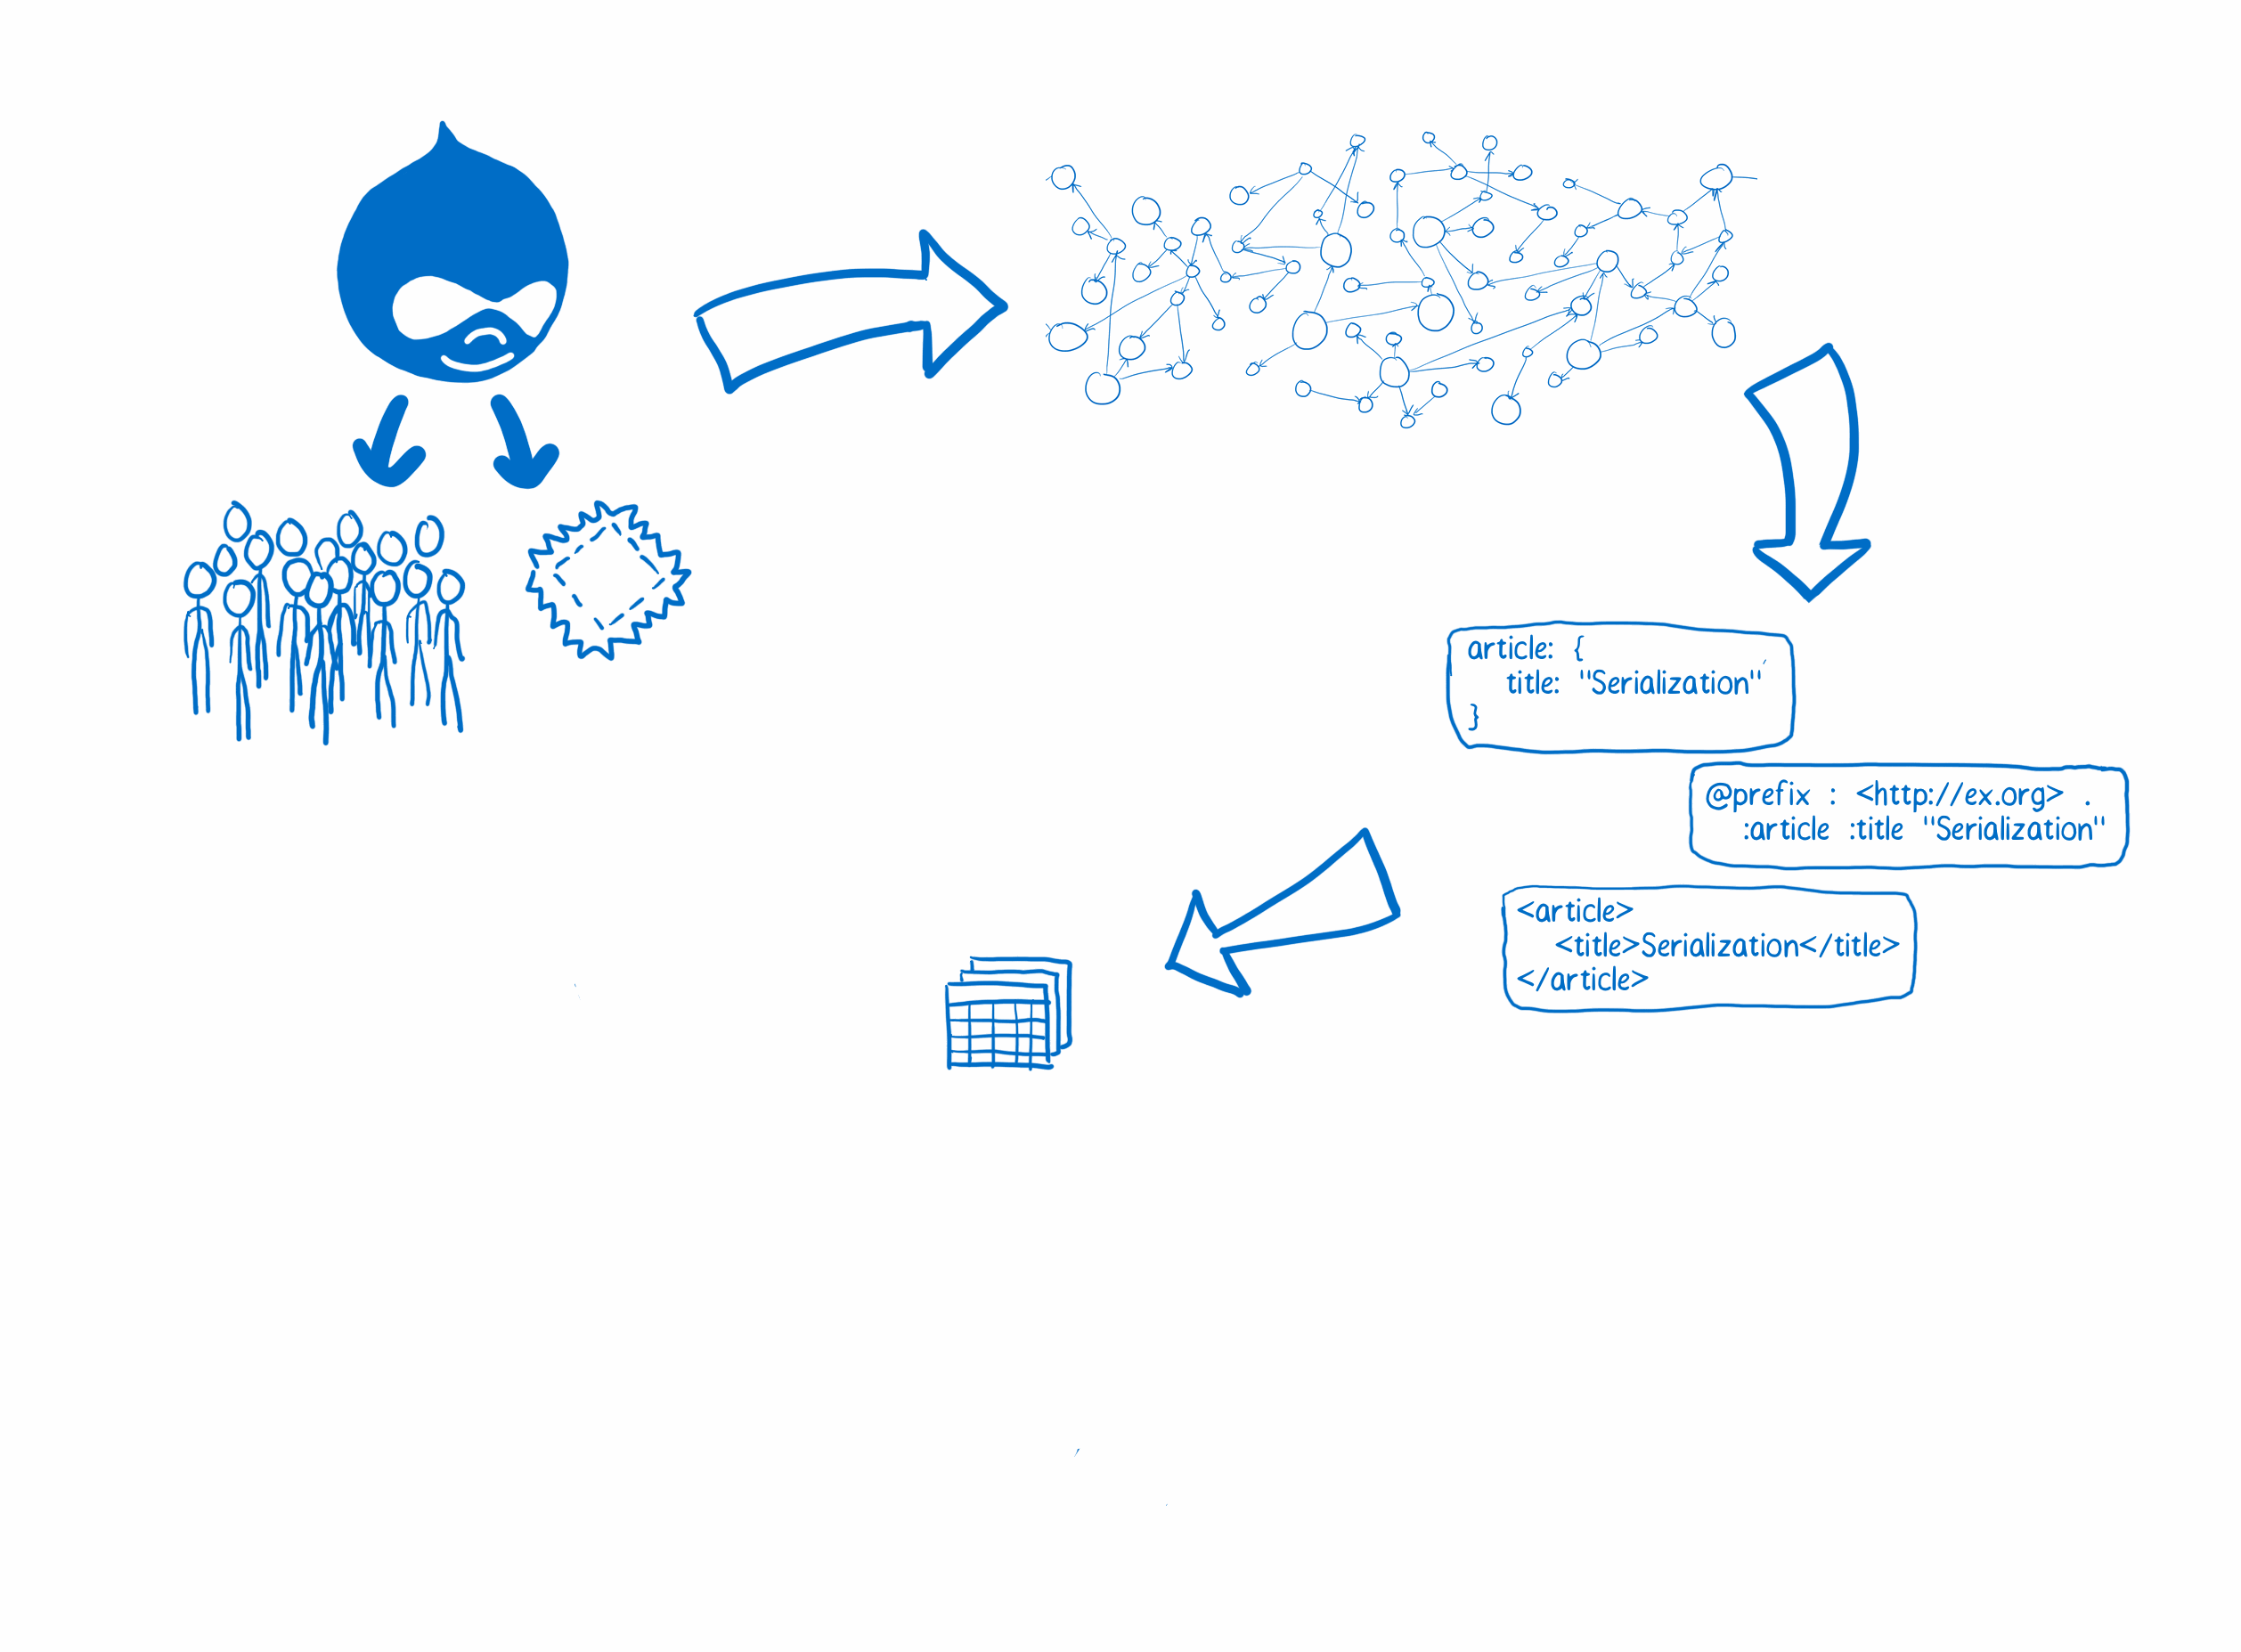 article: {
title: "Serialization"
}
@prefix : <http://ex.org> .
:article :title "Serialization"
<article>
<title>Serialization</title>
</article>